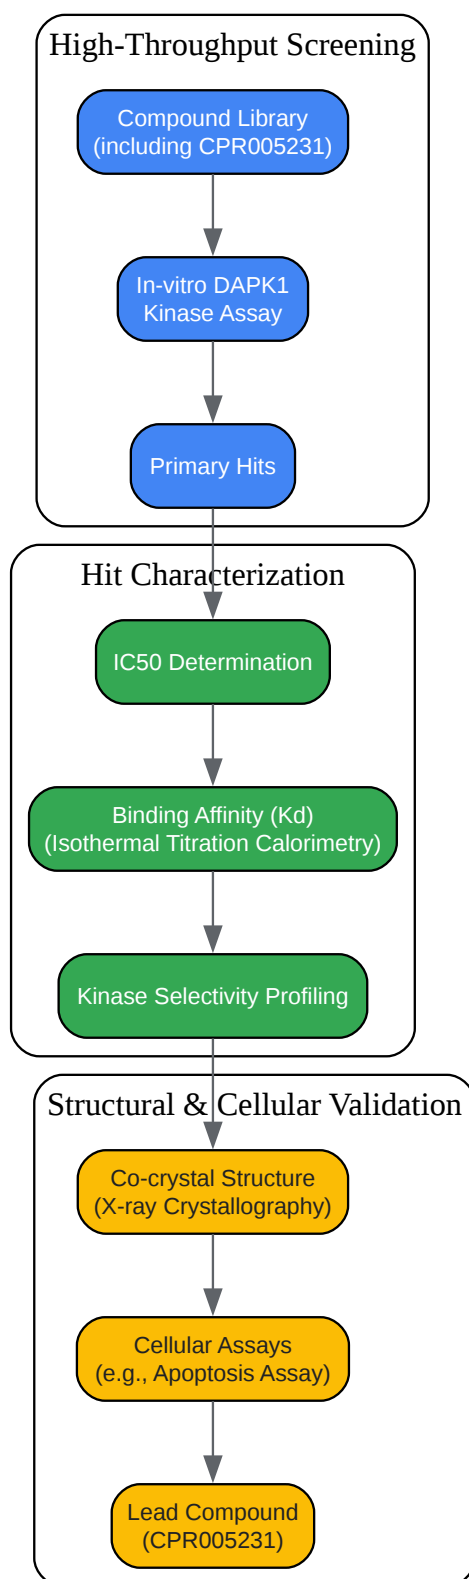 High-Throughput Screening
Compound Library
(including CPR005231)
In-vitro DAPK1
Kinase Assay
Primary Hits
Hit Characterization
IC50 Determination
Binding Affinity (Kd)
(Isothermal Titration Calorimetry)
Kinase Selectivity Profiling
Structural & Cellular Validation
Co-crystal Structure
(X-ray Crystallography)
Cellular Assays
(e.g., Apoptosis Assay)
Lead Compound
(CPR005231)